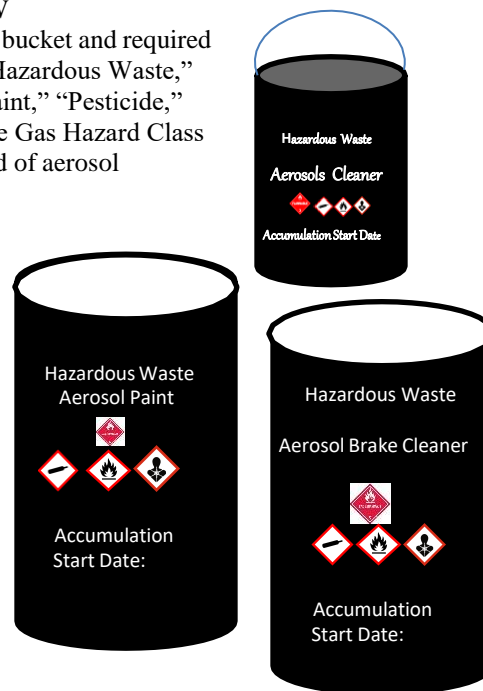 bucket and required
Hazardous Waste,”
aint,” “Pesticide,”
e Gas Hazard Class
d of aerosol
Hazardous Waste
Aerosols Cleaner
Accumulation Start Date
Hazardous Waste
Aerosol Paint
Accumulation
Start Date:
Hazardous Waste
Aerosol Brake Cleaner
Accumulation
Start Date: